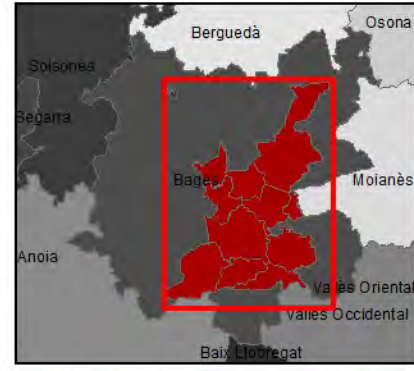 Osona
Berguedà
Solsonès
Segarra
Bages
Moianès
Anoia
Vallès Oriental
Vallès Occidental
Baix Llobregat